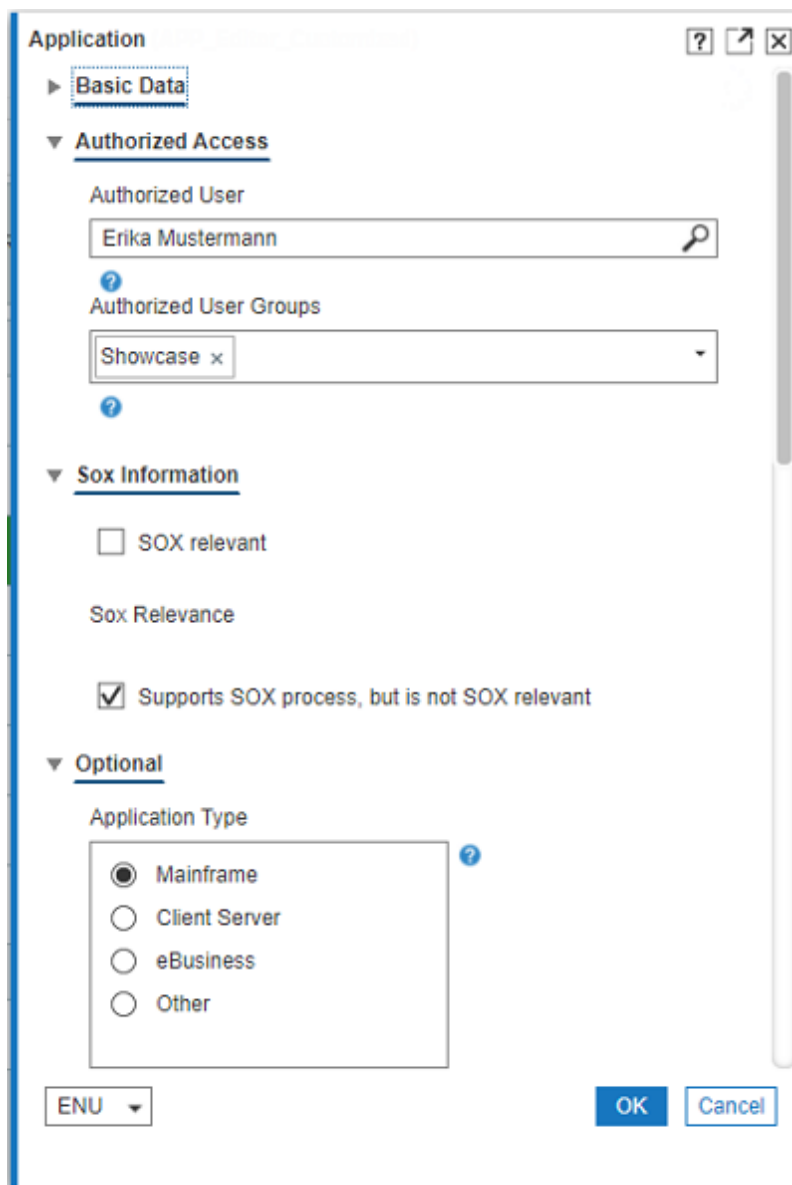 Application
Basic Data
Authorized Access
Authorized User
Erika Mustermann
Authorized User Groups
Showcase ×
Sox Information
SOX relevant
Sox Relevance
Supports SOX process, but is not SOX relevant
Optional
Application Type
Mainframe
Client Server
eBusiness
Other
ENU
OK Cancel